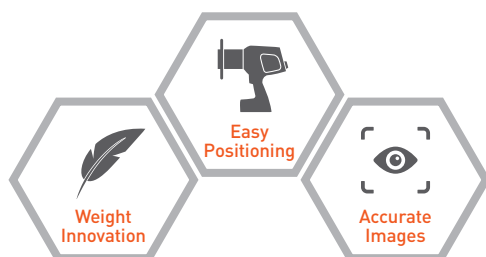 Easy
Positioning
Weight
Innovation
Accurate
Images